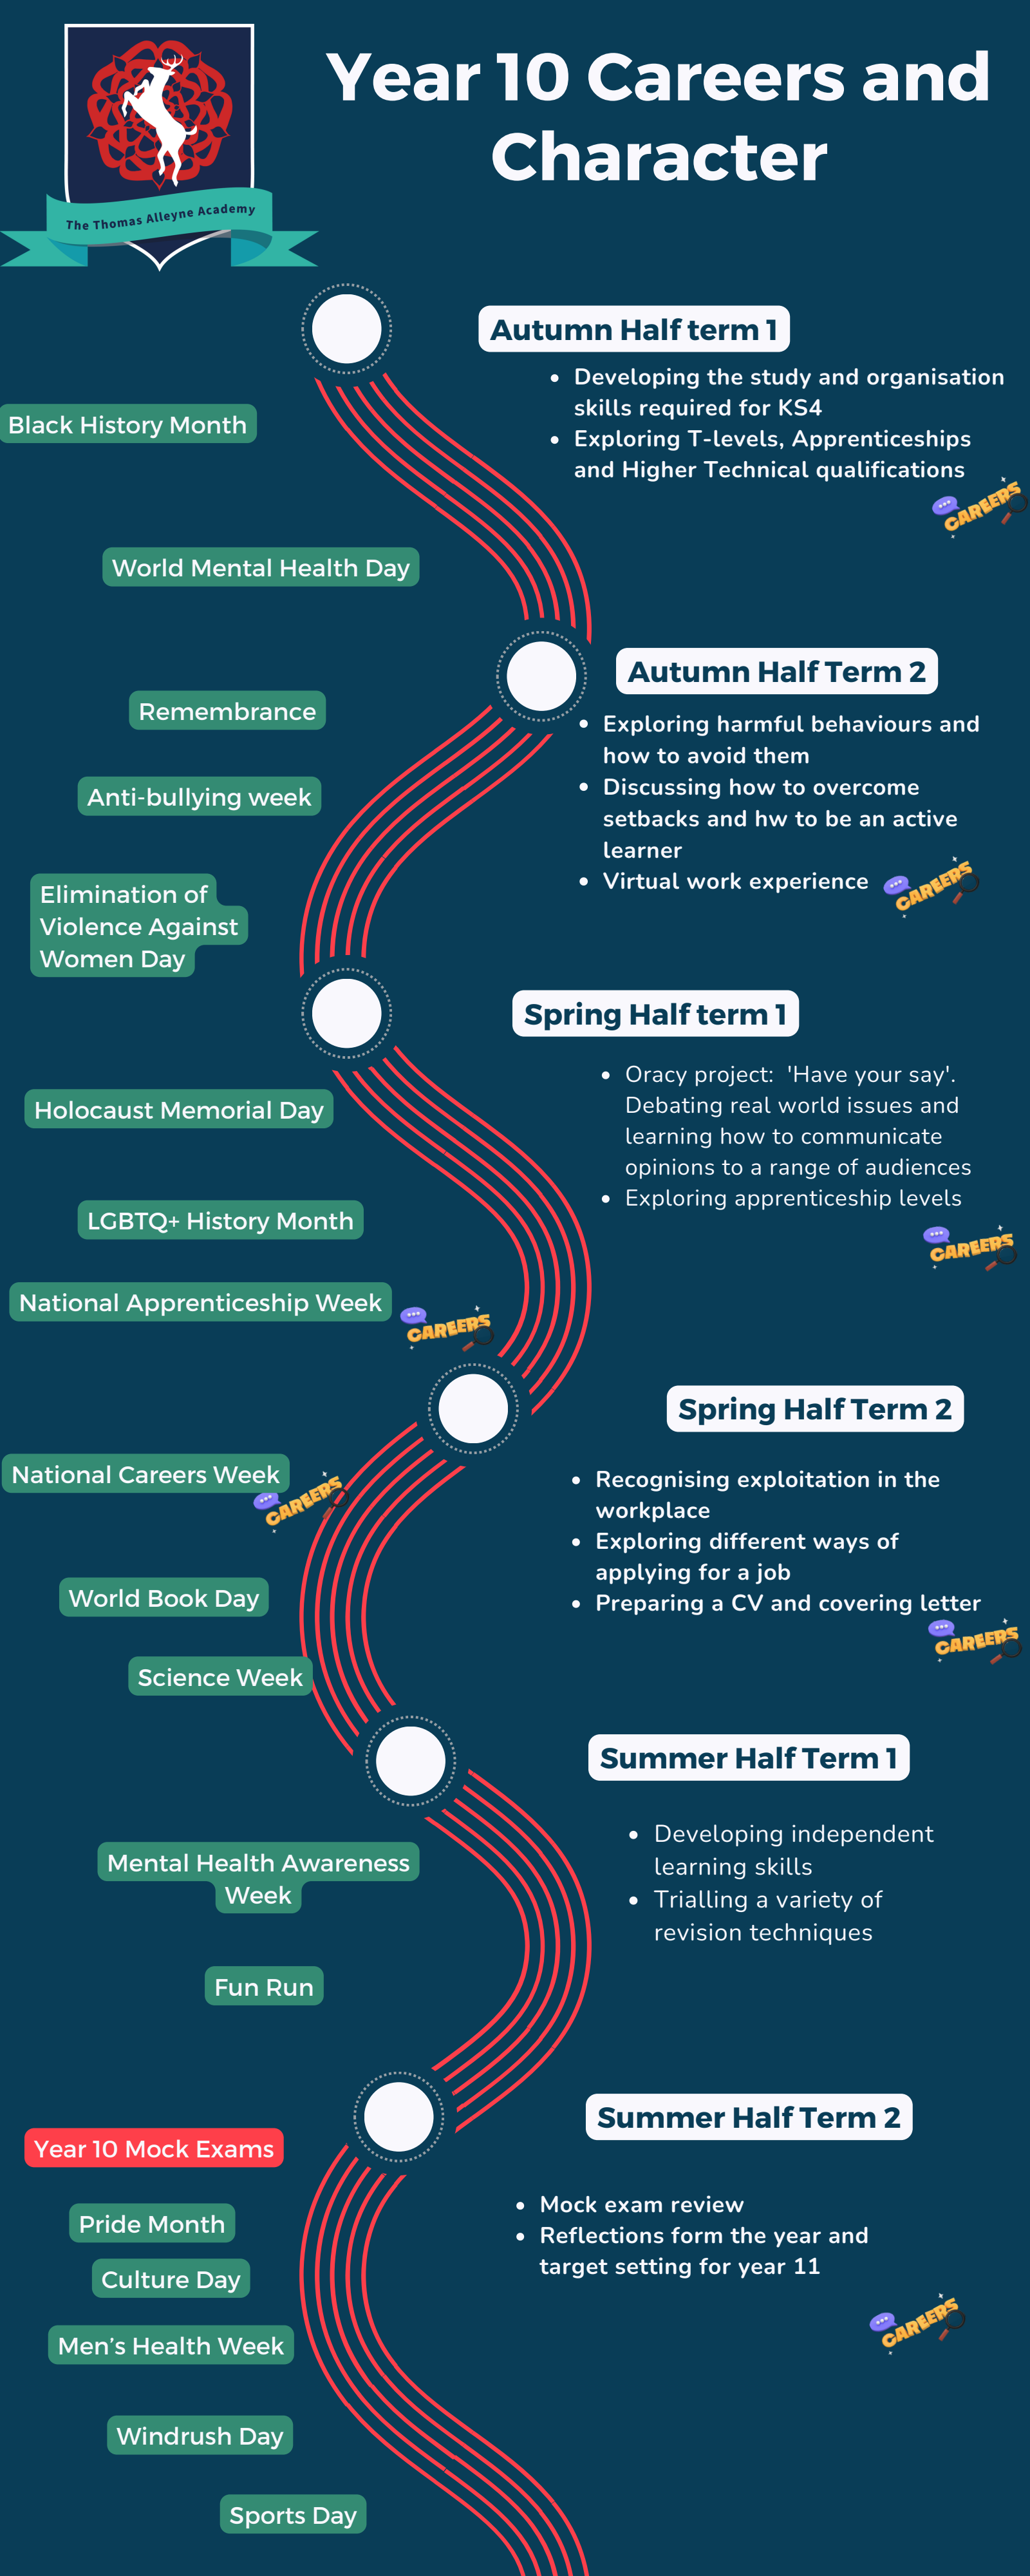 Year 10 Careers and
Character
The Thomas Alleyne Academy
Autumn Half term 1
Developing the study and organisation
skills required for KS4
Exploring T-levels, Apprenticeships
and Higher Technical qualifications
CAREERS
Black History Month
World Mental Health Day
Autumn Half Term 2
Exploring harmful behaviours and
how to avoid them
Discussing how to overcome
setbacks and hw to be an active
learner
Virtual work experience
CAREERS
Remembrance
Anti-bullying week
Elimination of
Violence Against
Women Day
Spring Half term 1
Oracy project:  'Have your say'.
Debating real world issues and
learning how to communicate
opinions to a range of audiences
Exploring apprenticeship levels
CAREERS
Holocaust Memorial Day
LGBTQ+ History Month
National Apprenticeship Week
CAREERS
Spring Half Term 2
Recognising exploitation in the
workplace
Exploring different ways of
applying for a job
Preparing a CV and covering letter
CAREERS
National Careers Week
CAREERS
World Book Day
Science Week
Summer Half Term 1
Developing independent
learning skills
Trialling a variety of
revision techniques
Mental Health Awareness
Week
Fun Run
Summer Half Term 2
Mock exam review
Reflections form the year and
target setting for year 11
CAREERS
Year 10 Mock Exams
Pride Month
Culture Day
Men’s Health Week
Windrush Day
Sports Day